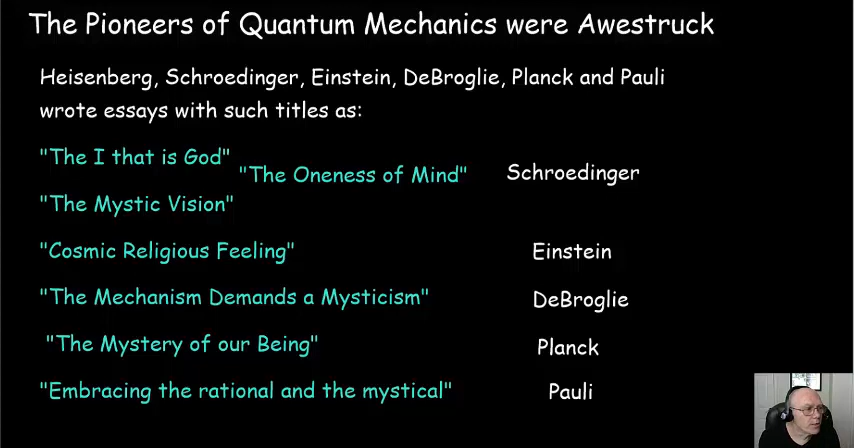 The Pioneers of Quantum Mechanics were Awestruck
Heisenberg, Schroedinger, Einstein, DeBroglie, Planck and Pauli
wrote essays with such titles as:
"The I that is God"
"The Oneness of Mind" Schroedinger
"The Mystic Vision"
"Cosmic Religious Feeling" Einstein
"The Mechanism Demands a Mysticism" DeBroglie
"The Mystery of our Being" Planck
"Embracing the rational and the mystical" Pauli